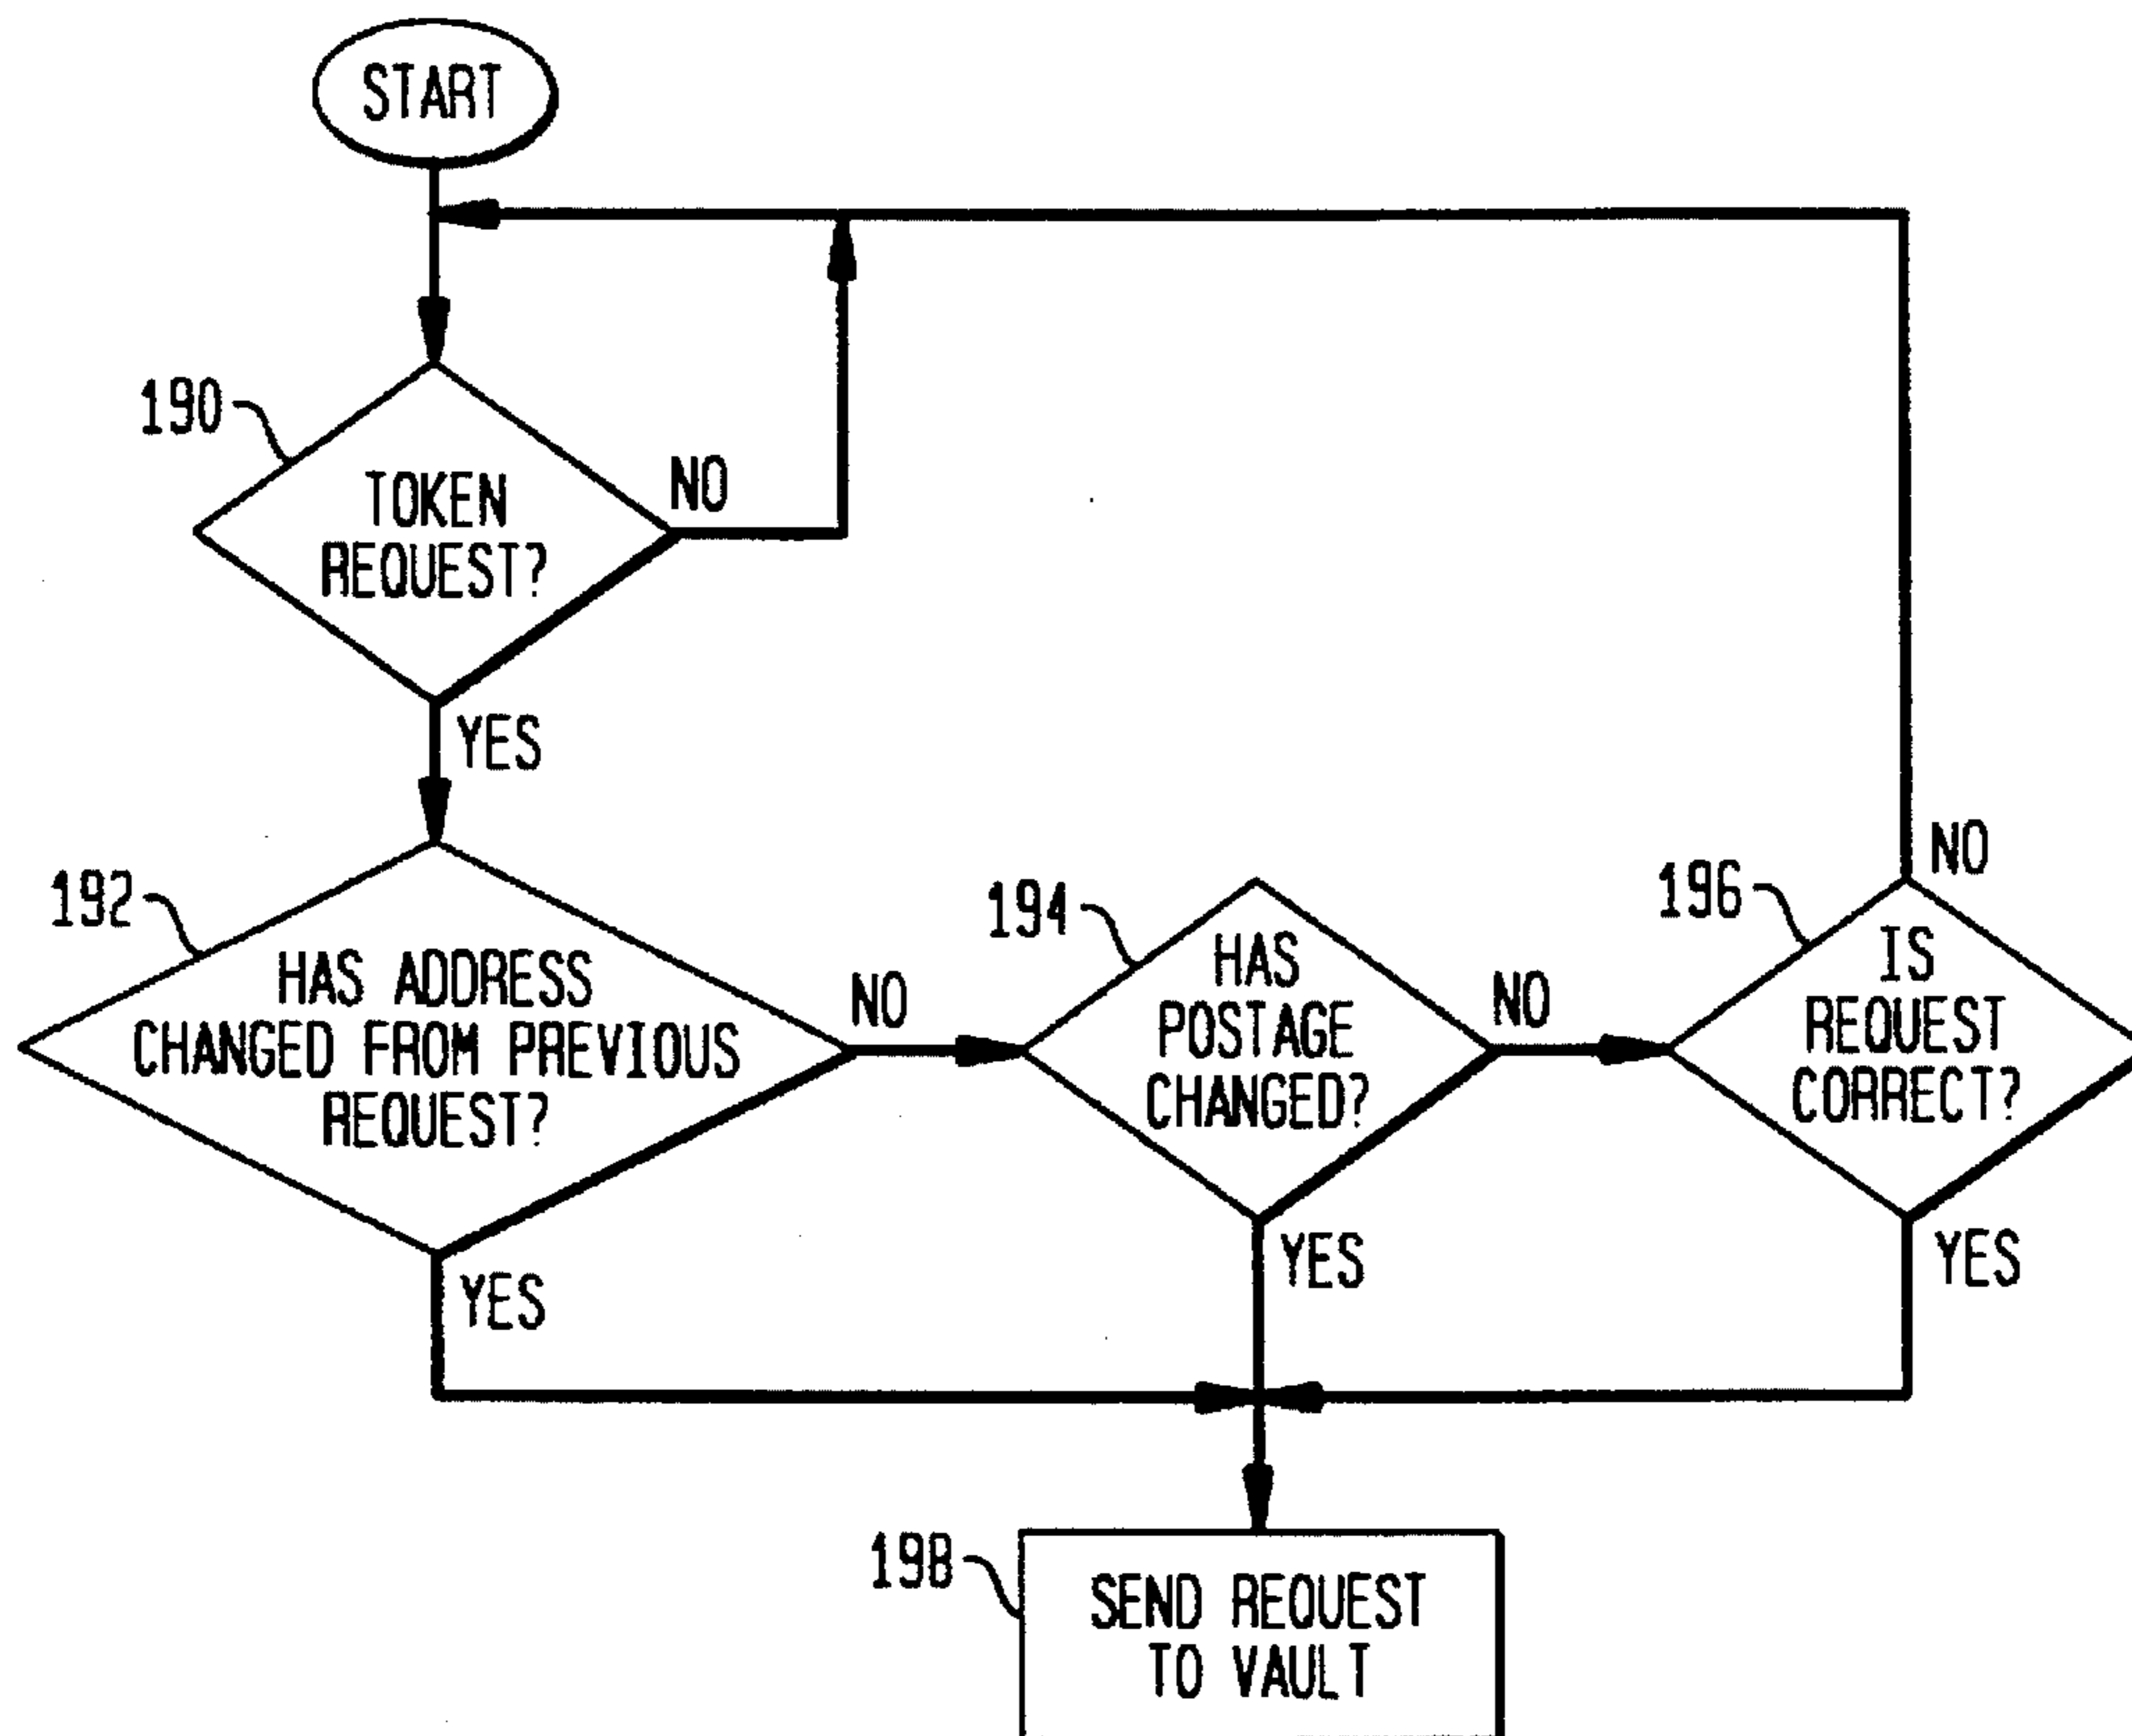 START
190
TOKEN
REQUEST?
NO
YES
192
HAS ADDRESS
CHANGED FROM PREVIOUS
REQUEST?
NO
YES
194
HAS
POSTAGE
CHANGED?
NO
YES
196
IS
REQUEST
CORRECT?
NO
YES
198
SEND REQUEST
TO VAULT